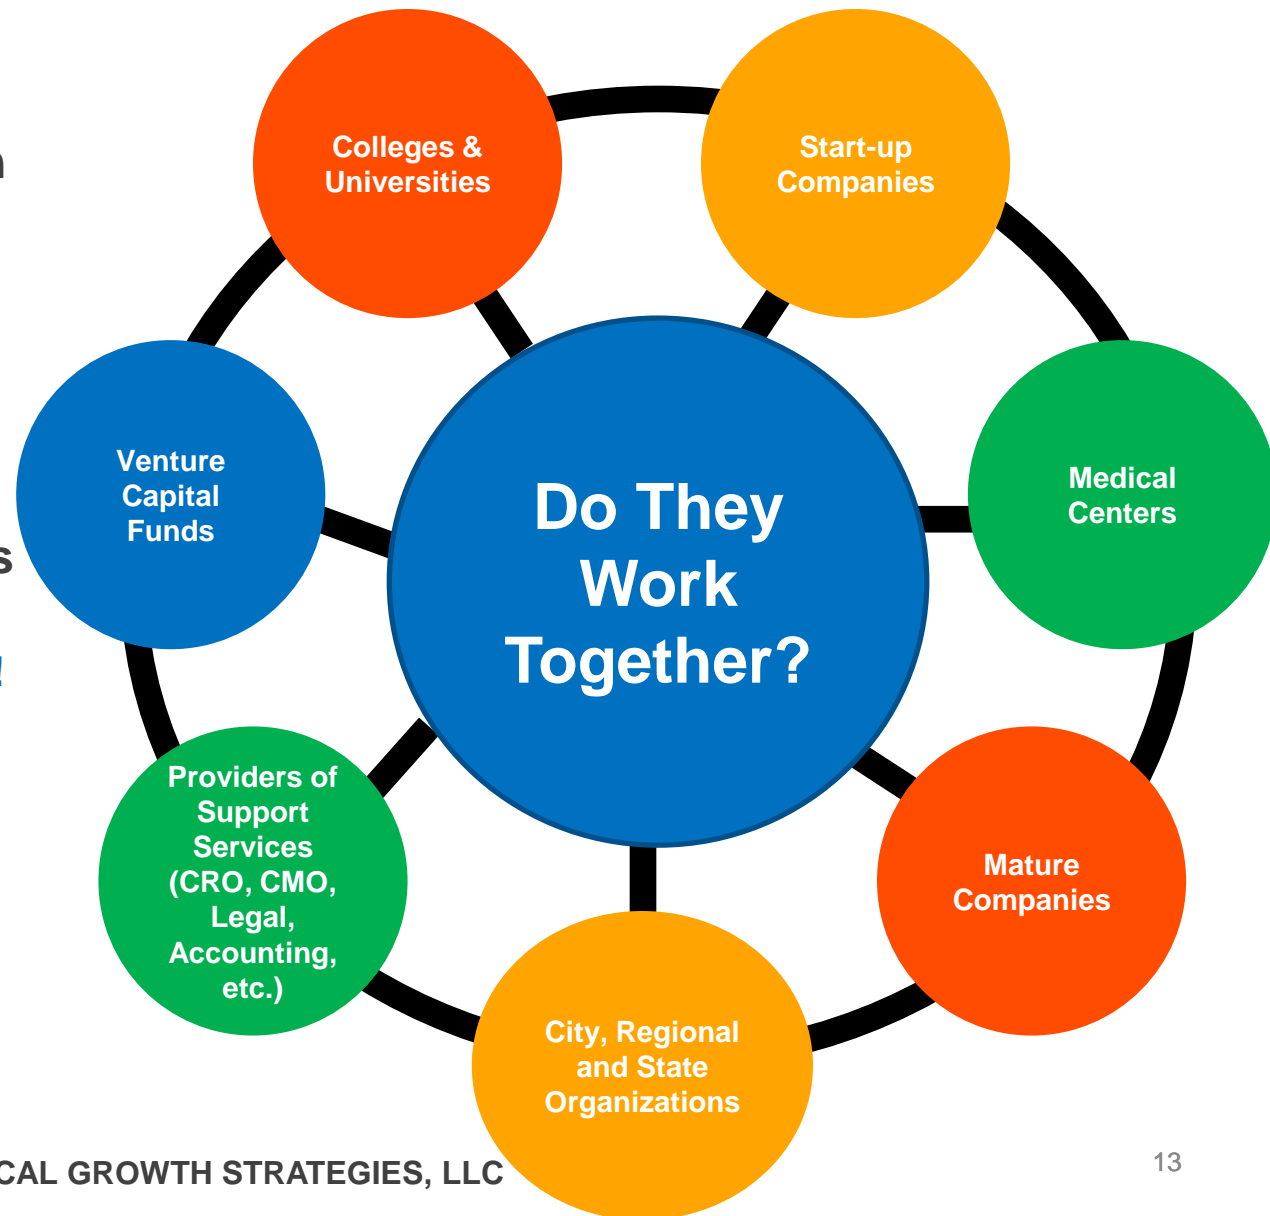 Colleges &
Universities
Start-up
Companies
Venture
Capital
Funds
Medical
Centers
Do They
Work
Together?
Providers of
Support
Services
(CRO, CMO,
Legal,
Accounting,
etc.)
Mature
Companies
City, Regional
and State
Organizations
CAL GROWTH STRATEGIES, LLC
13